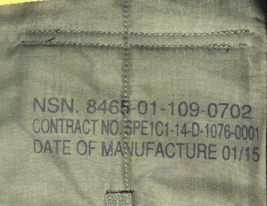 NSN. 8465-01-109-0702
CONTRACT NO. SPE1C1-14-D-1076-0001
DATE OF MANUFACTURE 01/15